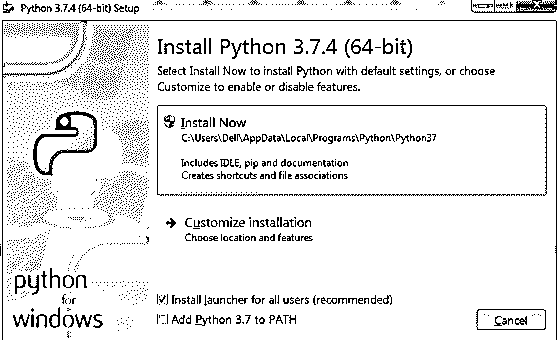 Python 3.7.4 (64-bit) Setup
Install Python 3.7.4 (64-bit)
Select Install Now to install Python with default settings, or choose
Customize to enable or disable features.
Install Now
C:\Users\Dell\AppData\Local\Programs\Python\Python37
Includes IDLE, pip and documentation
Creates shortcuts and file associations
Customize installation
Choose location and features
python
for
windows
Install launcher for all users (recommended)
Add Python 3.7 to PATH
Cancel